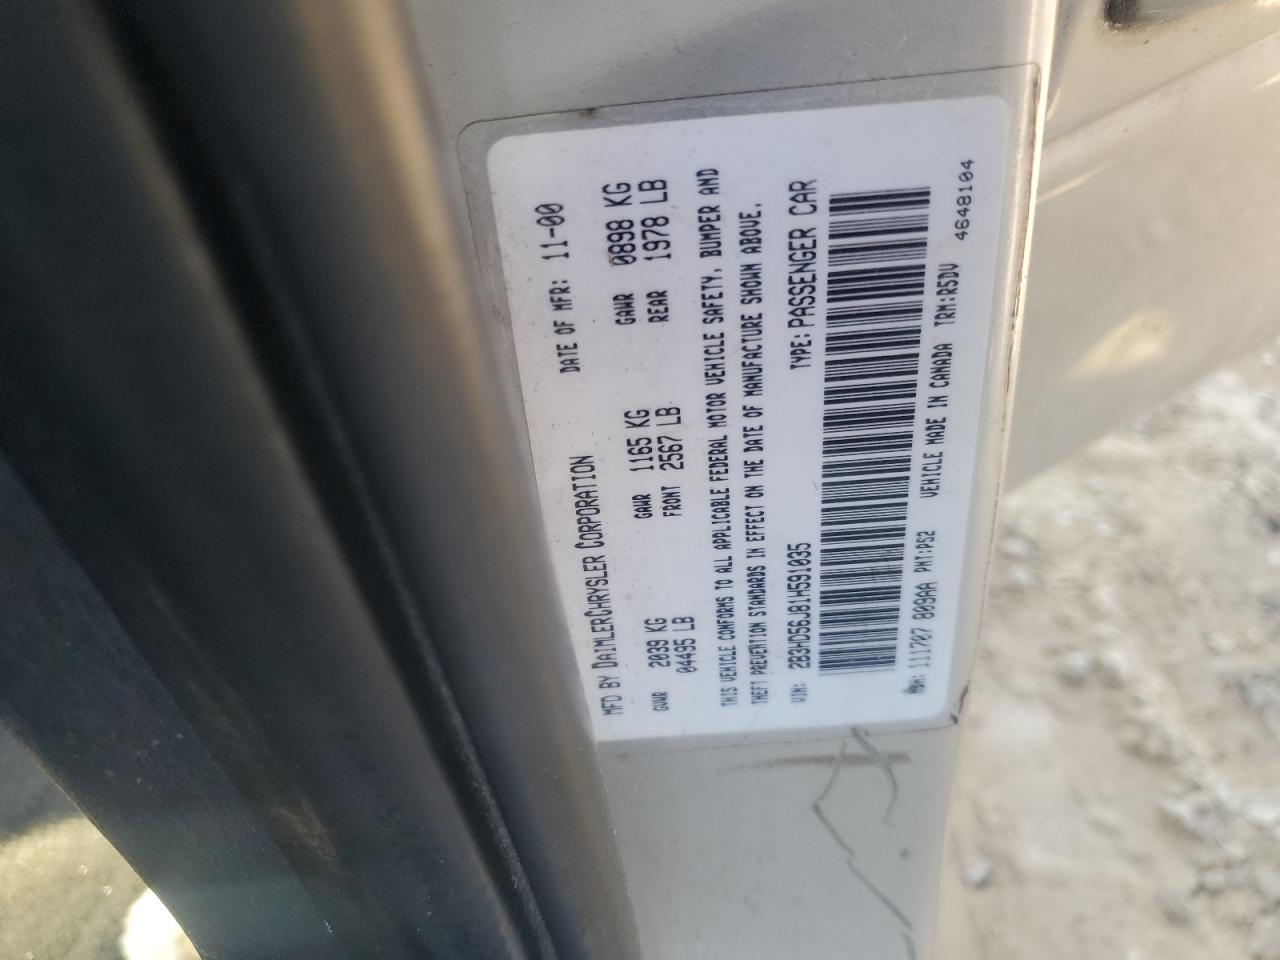 MFD BY DAIMLERCHRYSLER CORPORATION DATE OF MFR: 11-00
GVWR 2039 KG GAWR 1165 KG GAWR 0898 KG
04495 LB FRONT 2567 LB REAR 1978 LB
THIS VEHICLE CONFORMS TO ALL APPLICABLE FEDERAL MOTOR VEHICLE SAFETY, BUMPER AND
THEFT PREVENTION STANDARDS IN EFFECT ON THE DATE OF MANUFACTURE SHOWN ABOVE.
VIN: 2B3HD56J81H591035 TYPE: PASSENGER CAR
MDH: 111707 809AA PNT:PS2 VEHICLE MADE IN CANADA TRM:R5DV
4648104